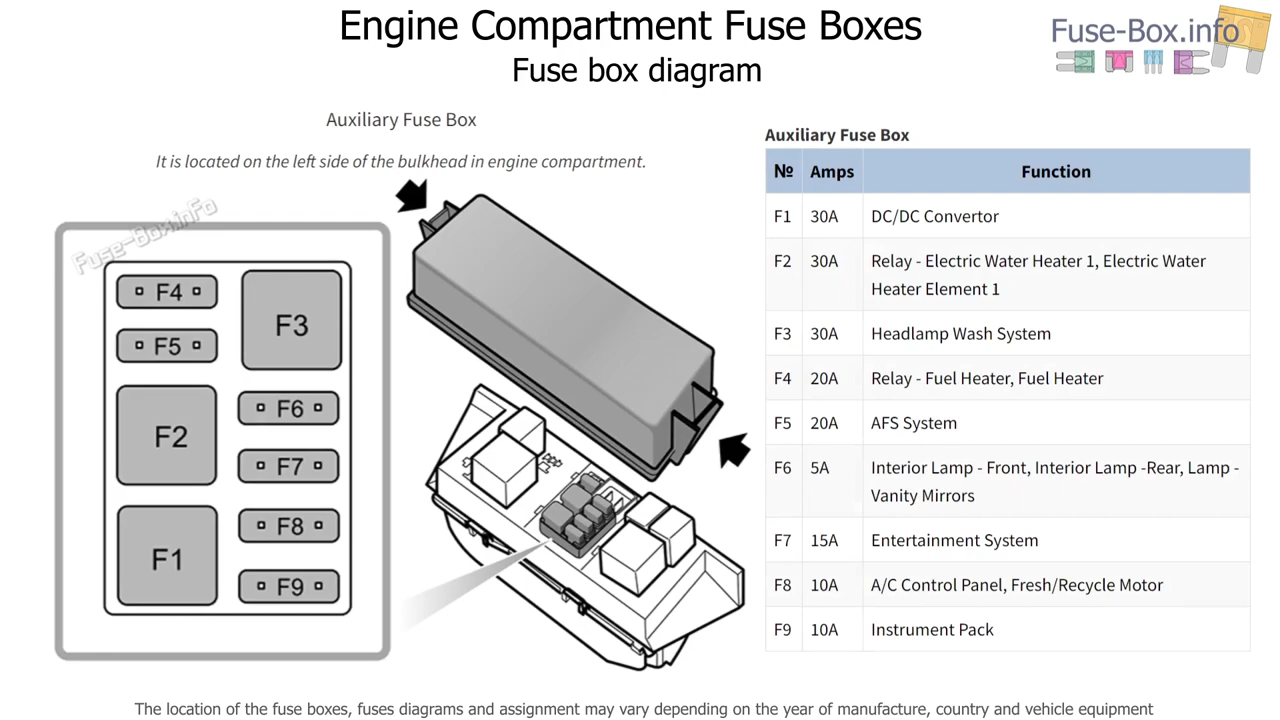 Engine Compartment Fuse Boxes
Fuse box diagram
Fuse-Box.info
Auxiliary Fuse Box
It is located on the left side of the bulkhead in engine compartment.
Fuse-Box.info
F4
F3
F5
F6
F2
F7
F8
F1
F9
Auxiliary Fuse Box
№ Amps Function
F1 30A DC/DC Convertor
F2 30A Relay - Electric Water Heater 1, Electric Water
Heater Element 1
F3 30A Headlamp Wash System
F4 20A Relay - Fuel Heater, Fuel Heater
F5 20A AFS System
F6 5A Interior Lamp - Front, Interior Lamp -Rear, Lamp -
Vanity Mirrors
F7 15A Entertainment System
F8 10A A/C Control Panel, Fresh/Recycle Motor
F9 10A Instrument Pack
The location of the fuse boxes, fuses diagrams and assignment may vary depending on the year of manufacture, country and vehicle equipment